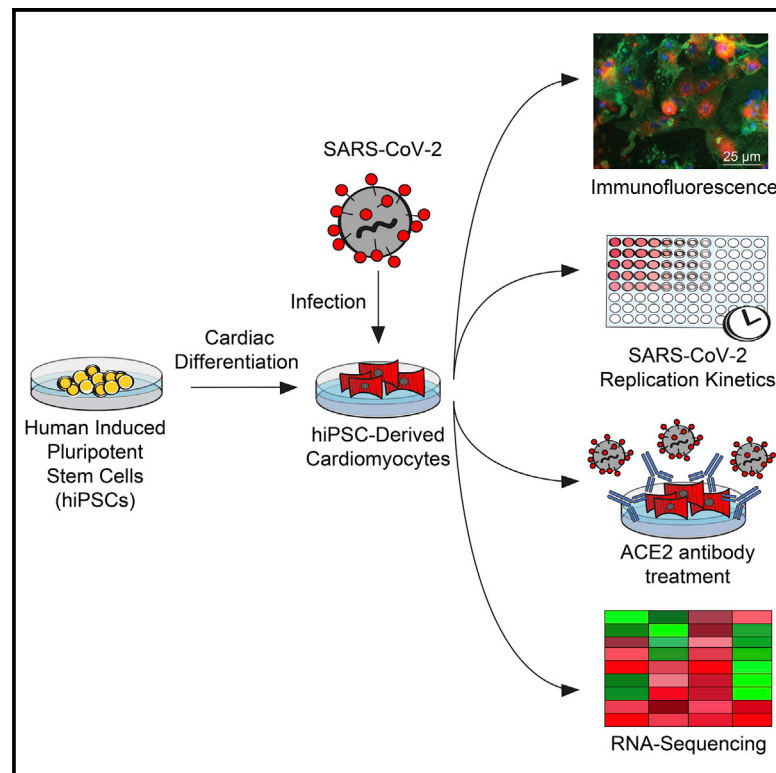 SARS-CoV-2
Infection
Cardiac
Differentiation
Human Induced
Pluripotent
Stem Cells
(hiPSCs)
hiPSC-Derived
Cardiomyocytes
25 µm
Immunofluorescence
SARS-CoV-2
Replication Kinetics
ACE2 antibody
treatment
RNA-Sequencing